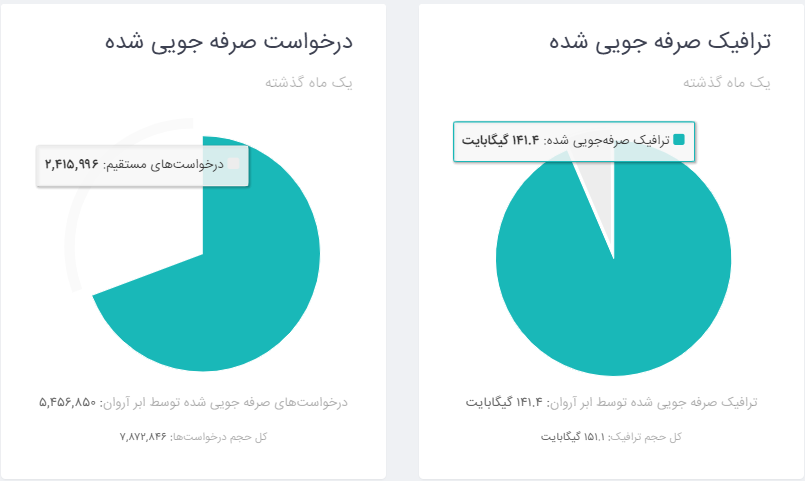 ترافیک صرفه جویی شده
یک ماه گذشته
ترافیک صرفه‌جویی شده: ۱۴۱.۴ گیگابایت
ترافیک صرفه جویی شده توسط ابر آروان: ۱۴۱.۴ گیگابایت
کل حجم ترافیک: ۱۵۱.۱ گیگابایت
درخواست صرفه جویی شده
یک ماه گذشته
درخواست‌های مستقیم: ۲,۴۱۵,۹۹۶
درخواست‌های صرفه جویی شده توسط ابر آروان: ۵,۴۵۶,۸۵۰
کل حجم درخواست‌ها: ۷,۸۷۲,۸۴۶